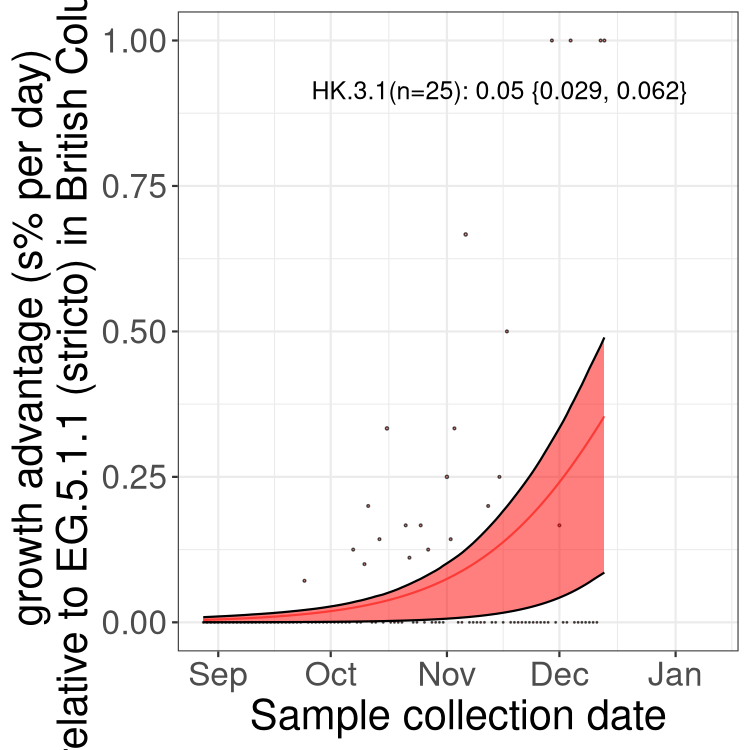 growth advantage (s% per day)
relative to EG.5.1.1 (stricto) in British
1.00
0.75
0.50
0.25
0.00
HK.3.1(n=25): 0.05 {0.029, 0.062}
Sep Oct Nov Dec Jan
Sample collection date